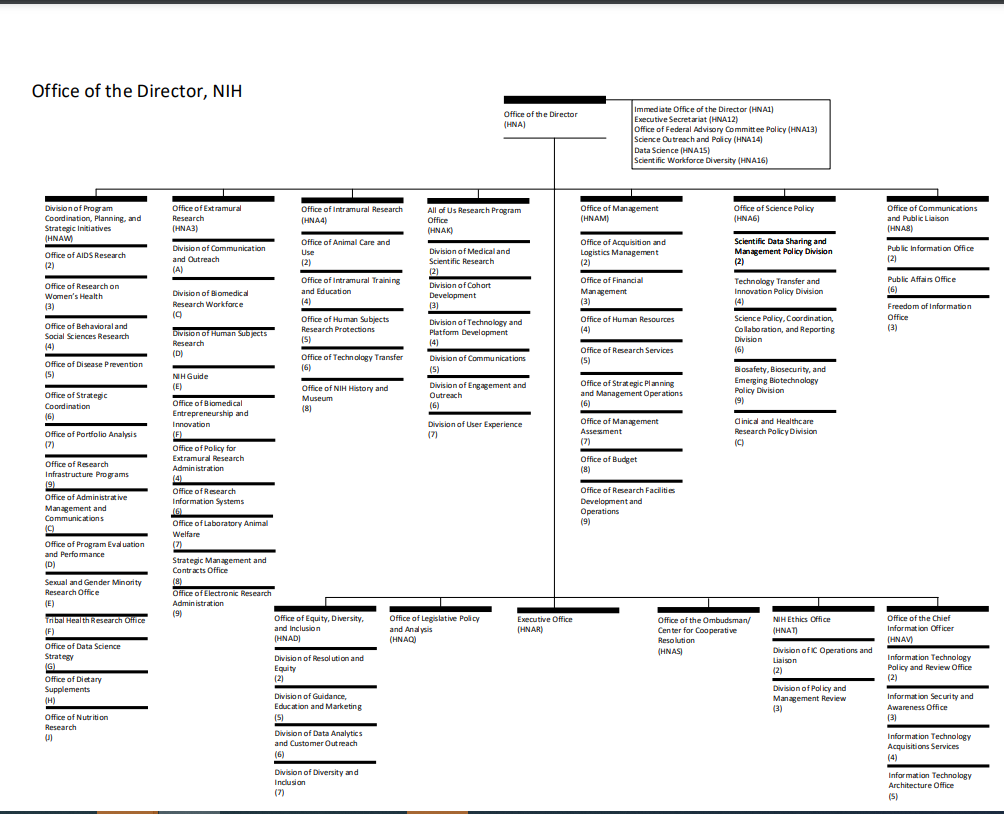 Office of the Director, NIH
Office of the Director
(HNA)
Immediate Office of the Director (HNA1)
Executive Secretariat (HNA12)
Office of Federal Advisory Committee Policy (HNA13)
Science Outreach and Policy (HNA14)
Data Science (HNA15)
Scientific Workforce Diversity (HNA16)
Division of Program
Coordination, Planning, and
Strategic Initiatives
(HNAW)
Office of AIDS Research
(2)
Office of Research on
Women's Health
(3)
Office of Behavioral and
Social Sciences Research
(4)
Office of Disease Prevention
(5)
Office of Strategic
Coordination
(6)
Office of Portfolio Analysis
(7)
Office of Research
Infrastructure Programs
(9)
Office of Administrative
Management and
Communications
(C)
Office of Program Evaluation
and Performance
(D)
Sexual and Gender Minority
Research Office
(E)
Tribal Health Research Office
(F)
Office of Data Science
Strategy
(G)
Office of Dietary
Supplements
(H)
Office of Nutrition
Research
(J)
Office of Extramural
Research
(HNA3)
Division of Communication
and Outreach
(A)
Division of Biomedical
Research Workforce
(C)
Division of Human Subjects
Research
(D)
NIH Guide
(E)
Office of Biomedical
Entrepreneurship and
Innovation
(F)
Office of Policy for
Extramural Research
Administration
(4)
Office of Research
Information Systems
(6)
Office of Laboratory Animal
Welfare
(7)
Strategic Management and
Contracts Office
(8)
Office of Electronic Research
Administration
(9)
Office of Intramural Research
(HNA4)
Office of Animal Care and
Use
(2)
Office of Intramural Training
and Education
(4)
Office of Human Subjects
Research Protections
(5)
Office of Technology Transfer
(6)
Office of NIH History and
Museum
(8)
All of Us Research Program
Office
(HNAK)
Division of Medical and
Scientific Research
(2)
Division of Cohort
Development
(3)
Division of Technology and
Platform Development
(4)
Division of Communications
(5)
Division of Engagement and
Outreach
(6)
Division of User Experience
(7)
Office of Management
(HNAM)
Office of Acquisition and
Logistics Management
(2)
Office of Financial
Management
(3)
Office of Human Resources
(4)
Office of Research Services
(5)
Office of Strategic Planning
and Management Operations
(6)
Office of Management
Assessment
(7)
Office of Budget
(8)
Office of Research Facilities
Development and
Operations
(9)
Office of Science Policy
(HNA6)
Scientific Data Sharing and
Management Policy Division
(2)
Technology Transfer and
Innovation Policy Division
(4)
Science Policy, Coordination,
Collaboration, and Reporting
Division
(6)
Biosafety, Biosecurity, and
Emerging Biotechnology
Policy Division
(9)
Clinical and Healthcare
Research Policy Division
(C)
Office of Communications
and Public Liaison
(HNA8)
Public Information Office
(2)
Public Affairs Office
(6)
Freedom of Information
Office
(3)
Office of Equity, Diversity,
and Inclusion
(HNAD)
Division of Resolution and
Equity
(2)
Division of Guidance,
Education and Marketing
(5)
Division of Data Analytics
and Customer Outreach
(6)
Division of Diversity and
Inclusion
(7)
Office of Legislative Policy
and Analysis
(HNAQ)
Executive Office
(HNAR)
Office of the Ombudsman/
Center for Cooperative
Resolution
(HNAS)
NIH Ethics Office
(HNAT)
Division of IC Operations and
Liaison
(2)
Division of Policy and
Management Review
(3)
Office of the Chief
Information Officer
(HNAV)
Information Technology
Policy and Review Office
(2)
Information Security and
Awareness Office
(3)
Information Technology
Acquisitions Services
(4)
Information Technology
Architecture Office
(5)